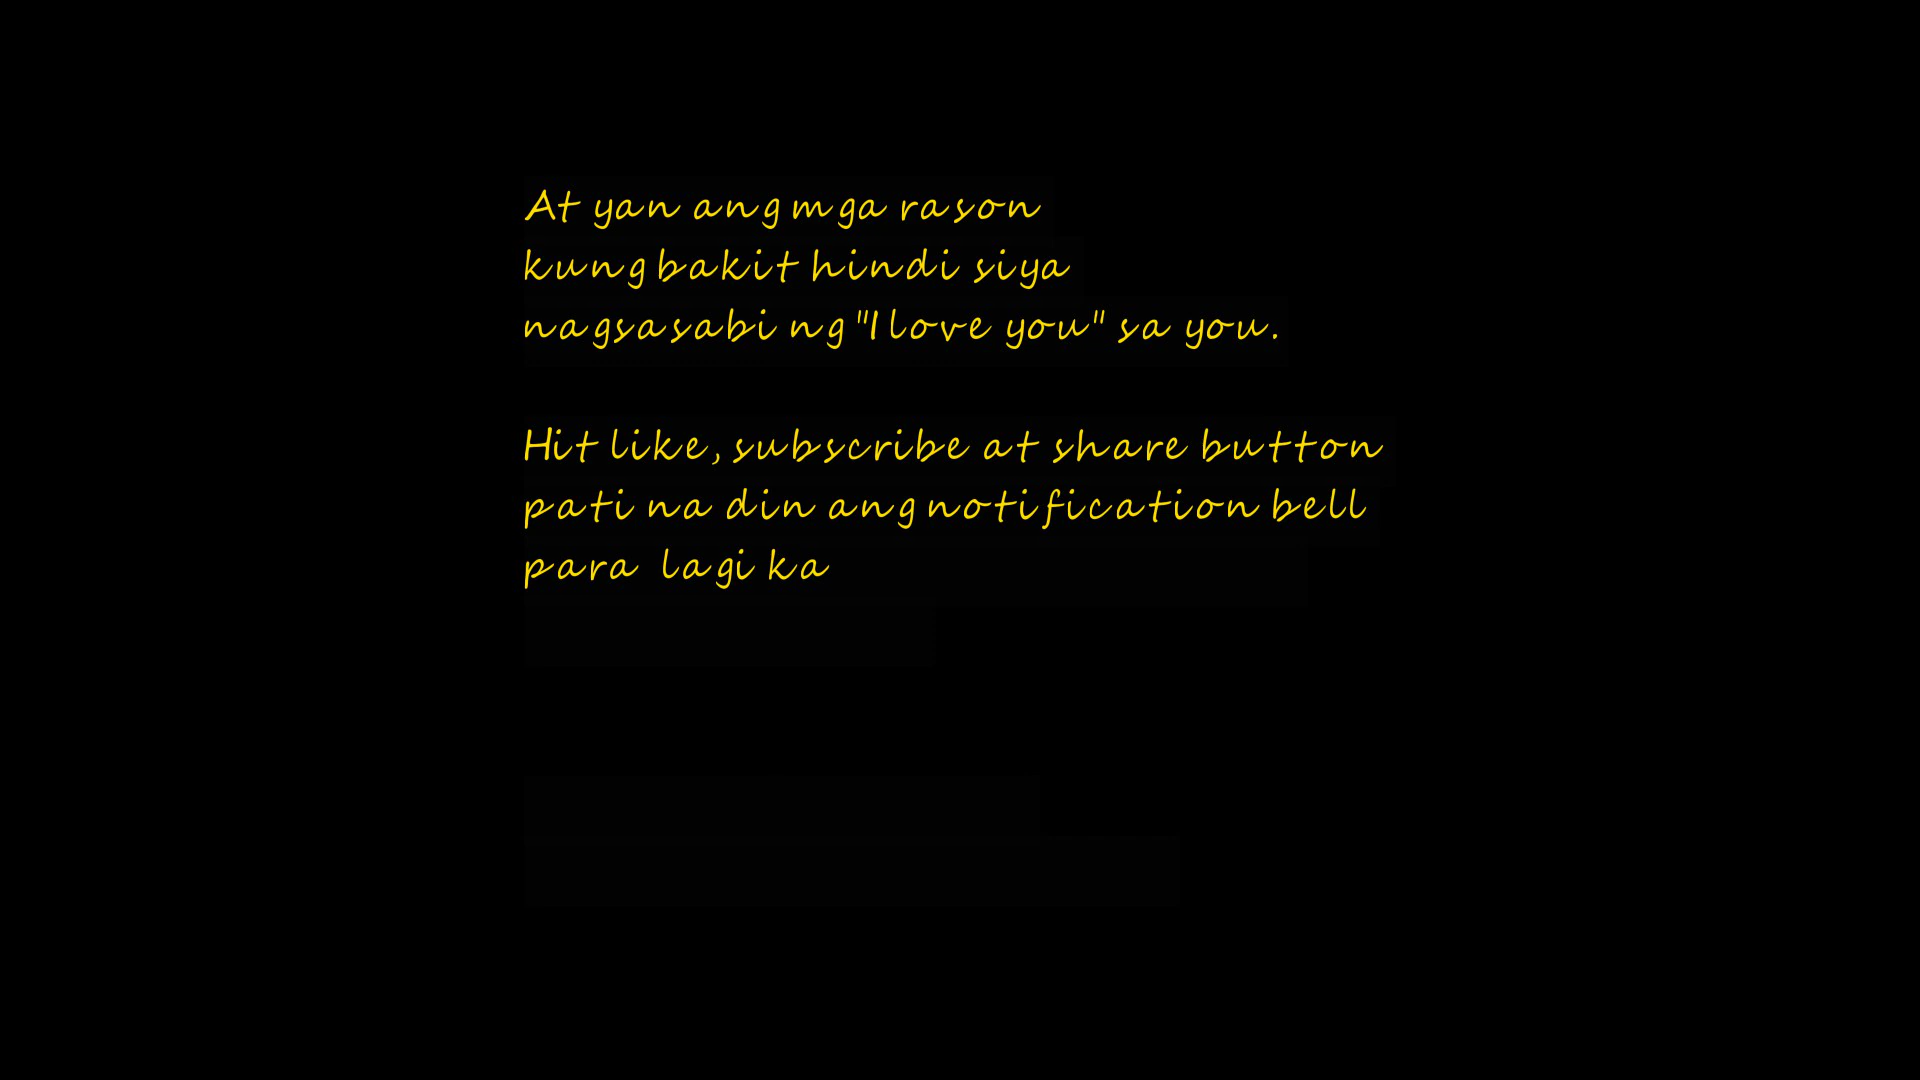 At yan ang mga rason
kung bakit hindi siya
nagsasabi ng "I love you" sa you.
Hit like, subscribe at share button
pati na din ang notification bell
para lagi ka